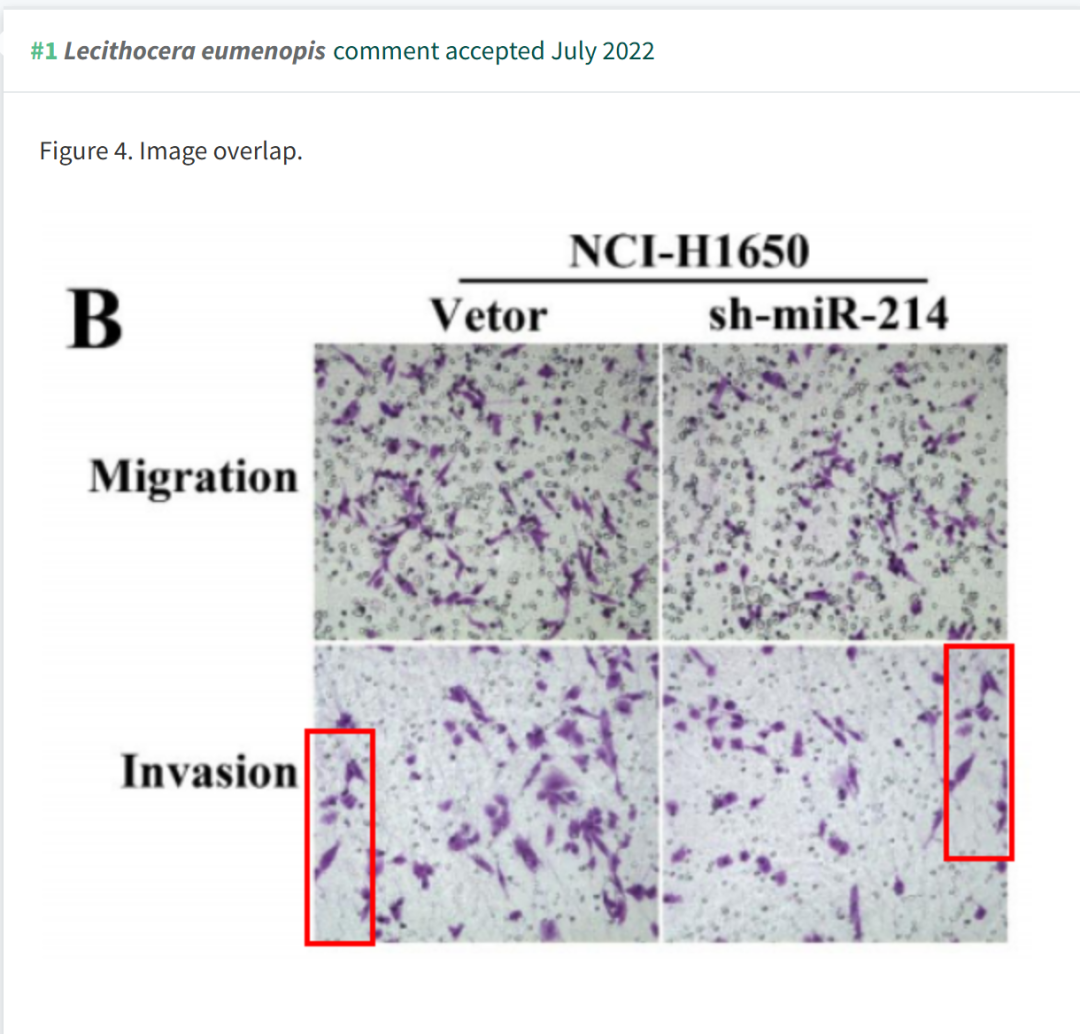 #1 Lecithocera eumenopis comment accepted July 2022
Figure 4. Image overlap.
NCI-H1650
B
Vetor sh-miR-214
Migration
Invasion